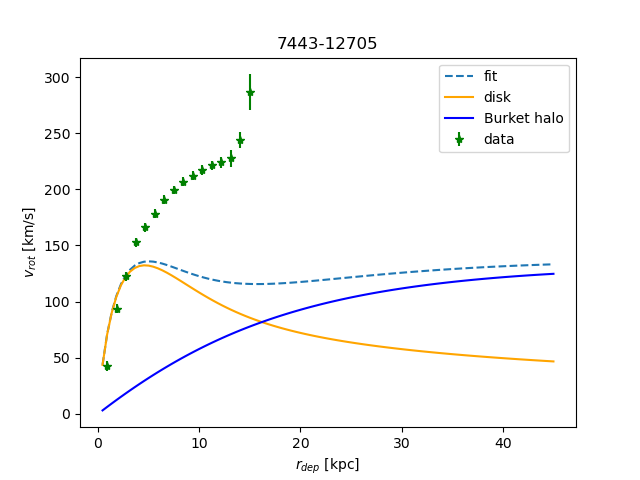 7443-12705
fit
disk
Burket halo
data
300
250
200
150
100
50
0
v_rot [km/s]
0 10 20 30 40
r_dep [kpc]